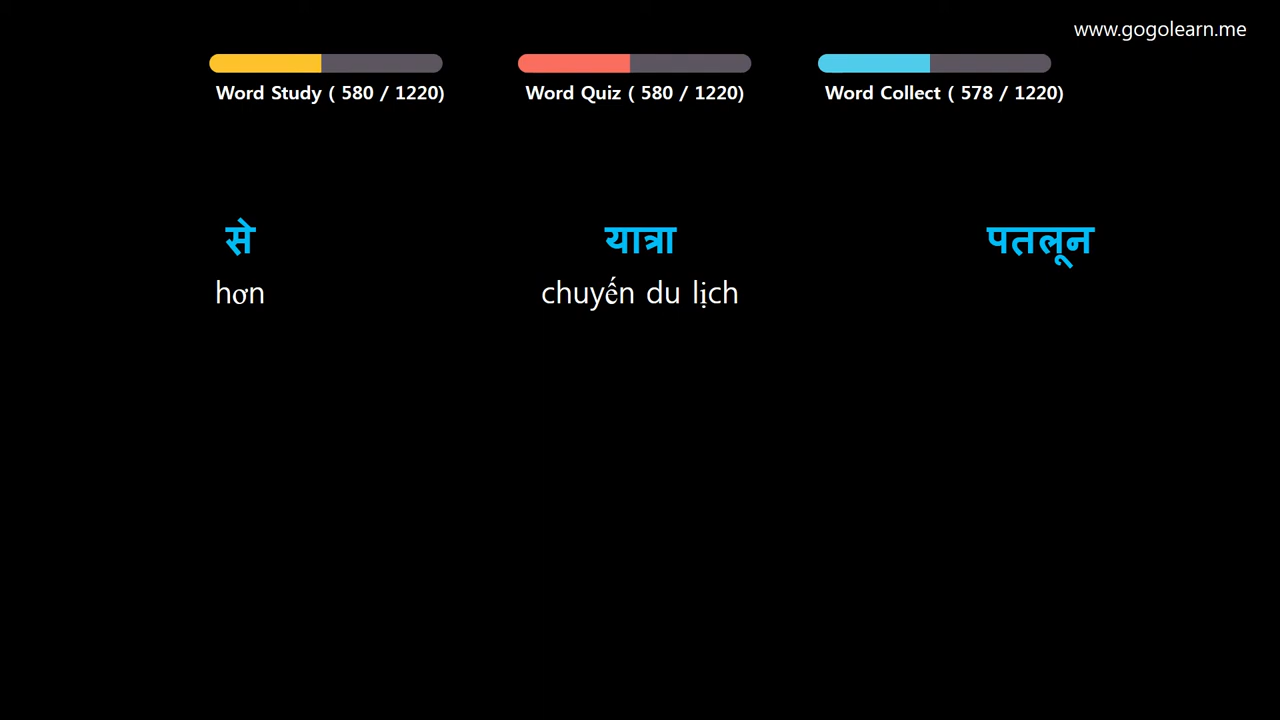 www.gogolearn.me
Word Study ( 580 / 1220)
Word Quiz ( 580 / 1220)
Word Collect ( 578 / 1220)
से
यात्रा
पतलून
hơn
chuyến du lịch